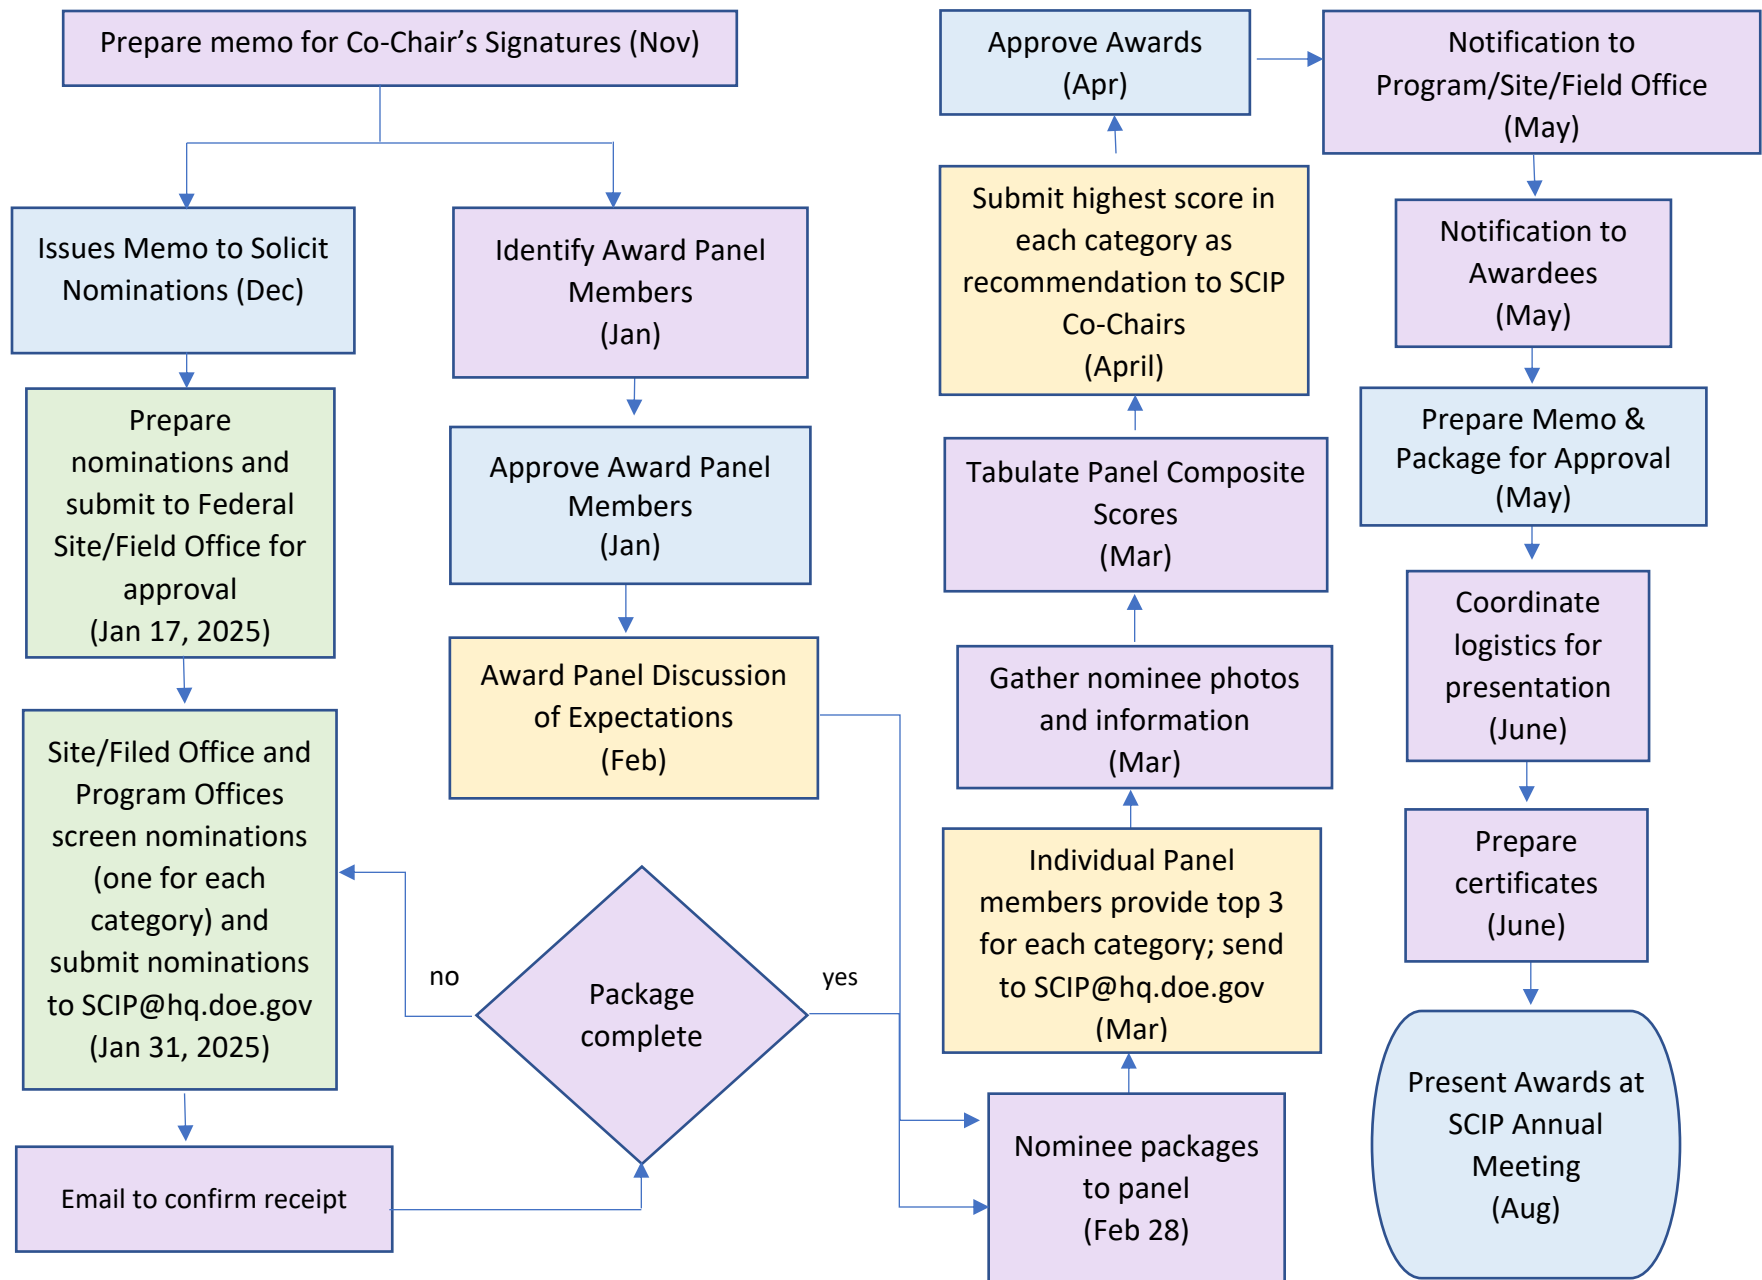 Prepare memo for Co-Chair's Signatures (Nov)
Issues Memo to Solicit
Nominations (Dec)
Prepare
nominations and
submit to Federal
Site/Field Office for
approval
(Jan 17, 2025)
Site/Filed Office and
Program Offices
screen nominations
(one for each
category) and
submit nominations
to SCIP@hq.doe.gov
(Jan 31, 2025)
Email to confirm receipt
Identify Award Panel
Members
(Jan)
Approve Award Panel
Members
(Jan)
Award Panel Discussion
of Expectations
(Feb)
no
Package
complete
yes
Nominee packages
to panel
(Feb 28)
Individual Panel
members provide top 3
for each category; send
to SCIP@hq.doe.gov
(Mar)
Gather nominee photos
and information
(Mar)
Tabulate Panel Composite
Scores
(Mar)
Submit highest score in
each category as
recommendation to SCIP
Co-Chairs
(April)
Approve Awards
(Apr)
Notification to
Program/Site/Field Office
(May)
Notification to
Awardees
(May)
Prepare Memo &
Package for Approval
(May)
Coordinate
logistics for
presentation
(June)
Prepare
certificates
(June)
Present Awards at
SCIP Annual
Meeting
(Aug)